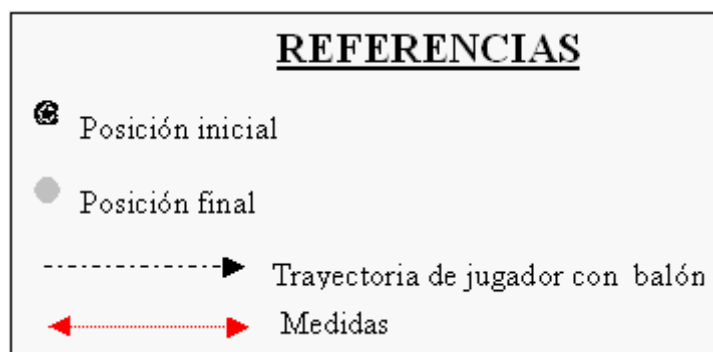 REFERENCIAS
Posición inicial
Posición final
Trayectoria de jugador con balón
Medidas